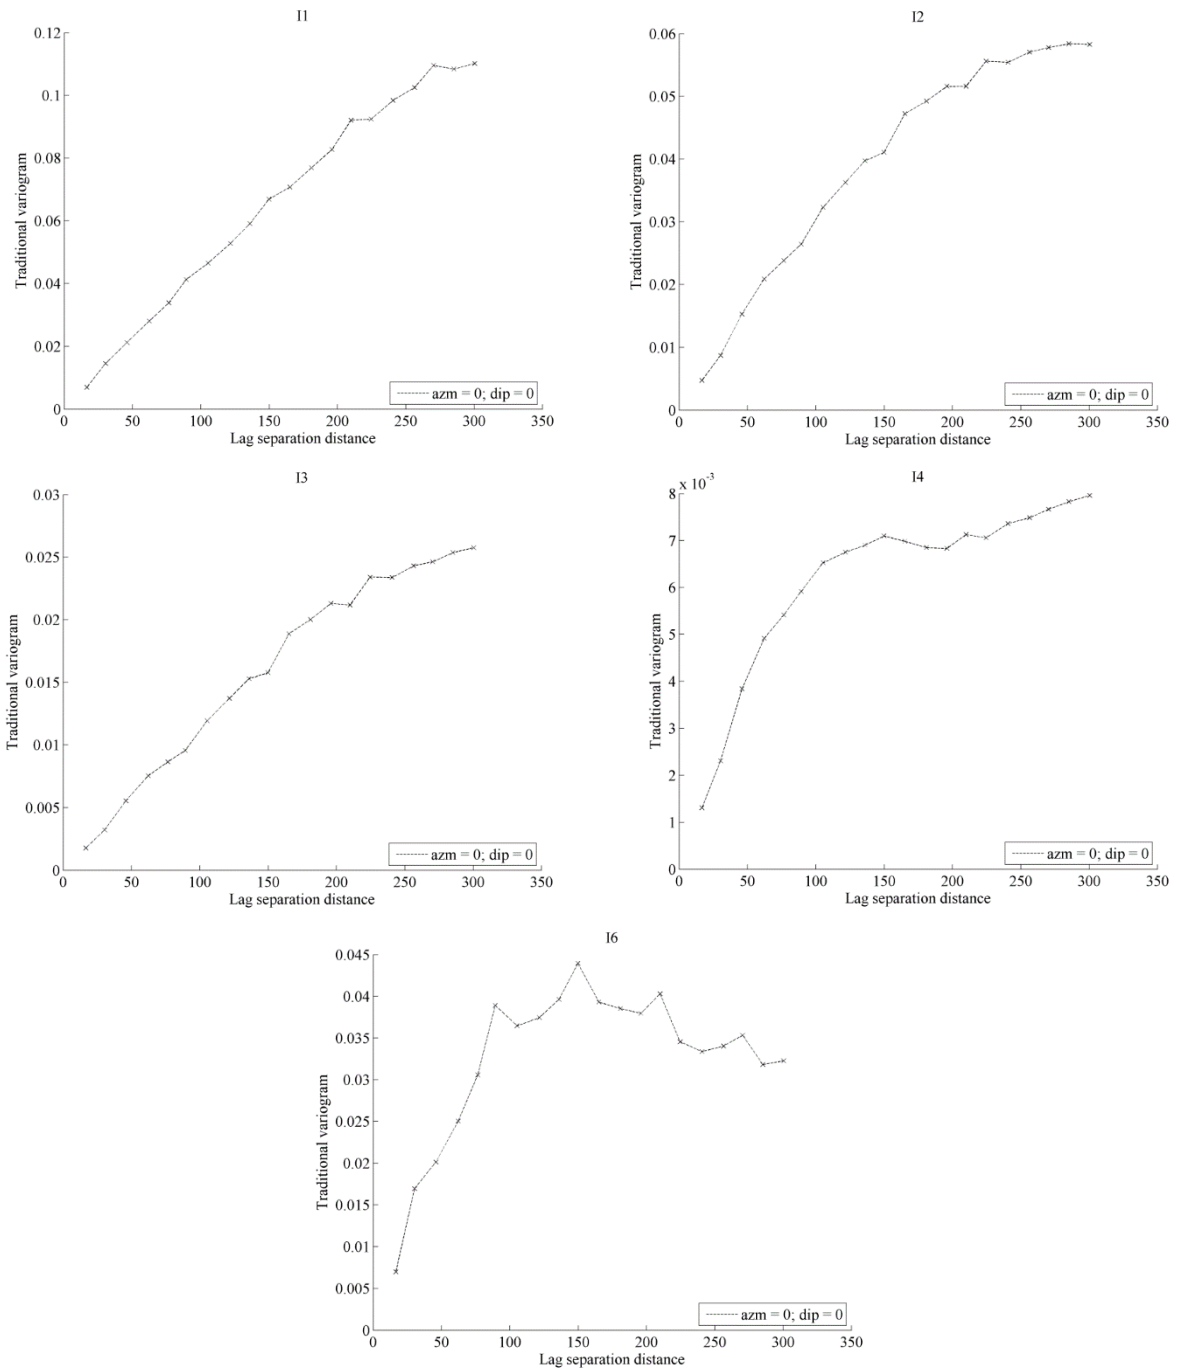 I1
0.12
0.1
0.08
0.06
0.04
0.02
0
Traditional variogram
azm = 0; dip = 0
0 50 100 150 200 250 300 350
Lag separation distance
I2
0.06
0.05
0.04
0.03
0.02
0.01
0
Traditional variogram
azm = 0; dip = 0
0 50 100 150 200 250 300 350
Lag separation distance
I3
0.03
0.025
0.02
0.015
0.01
0.005
0
Traditional variogram
azm = 0; dip = 0
0 50 100 150 200 250 300 350
Lag separation distance
I4
x 10⁻³
8
7
6
5
4
3
2
1
0
Traditional variogram
azm = 0; dip = 0
0 50 100 150 200 250 300 350
Lag separation distance
I6
0.045
0.04
0.035
0.03
0.025
0.02
0.015
0.01
0.005
0
Traditional variogram
azm = 0; dip = 0
0 50 100 150 200 250 300 350
Lag separation distance